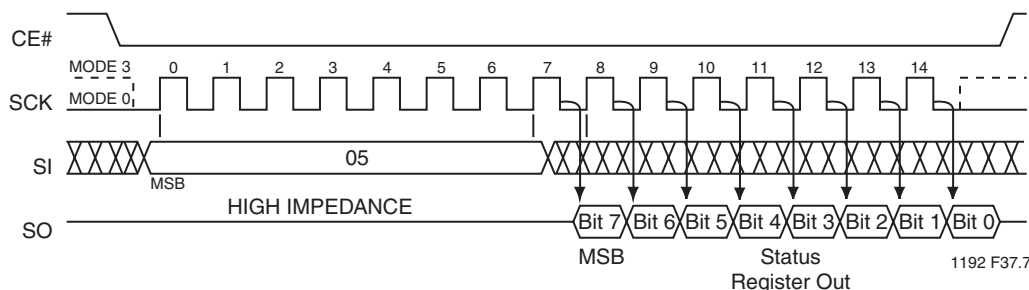 CE#
MODE 3
0 1 2 3 4 5 6 7 8 9 10 11 12 13 14
SCK
MODE 0
SI
05
MSB
HIGH IMPEDANCE
SO
Bit 7 Bit 6 Bit 5 Bit 4 Bit 3 Bit 2 Bit 1 Bit 0
MSB
Status
Register Out
1192 F37.7